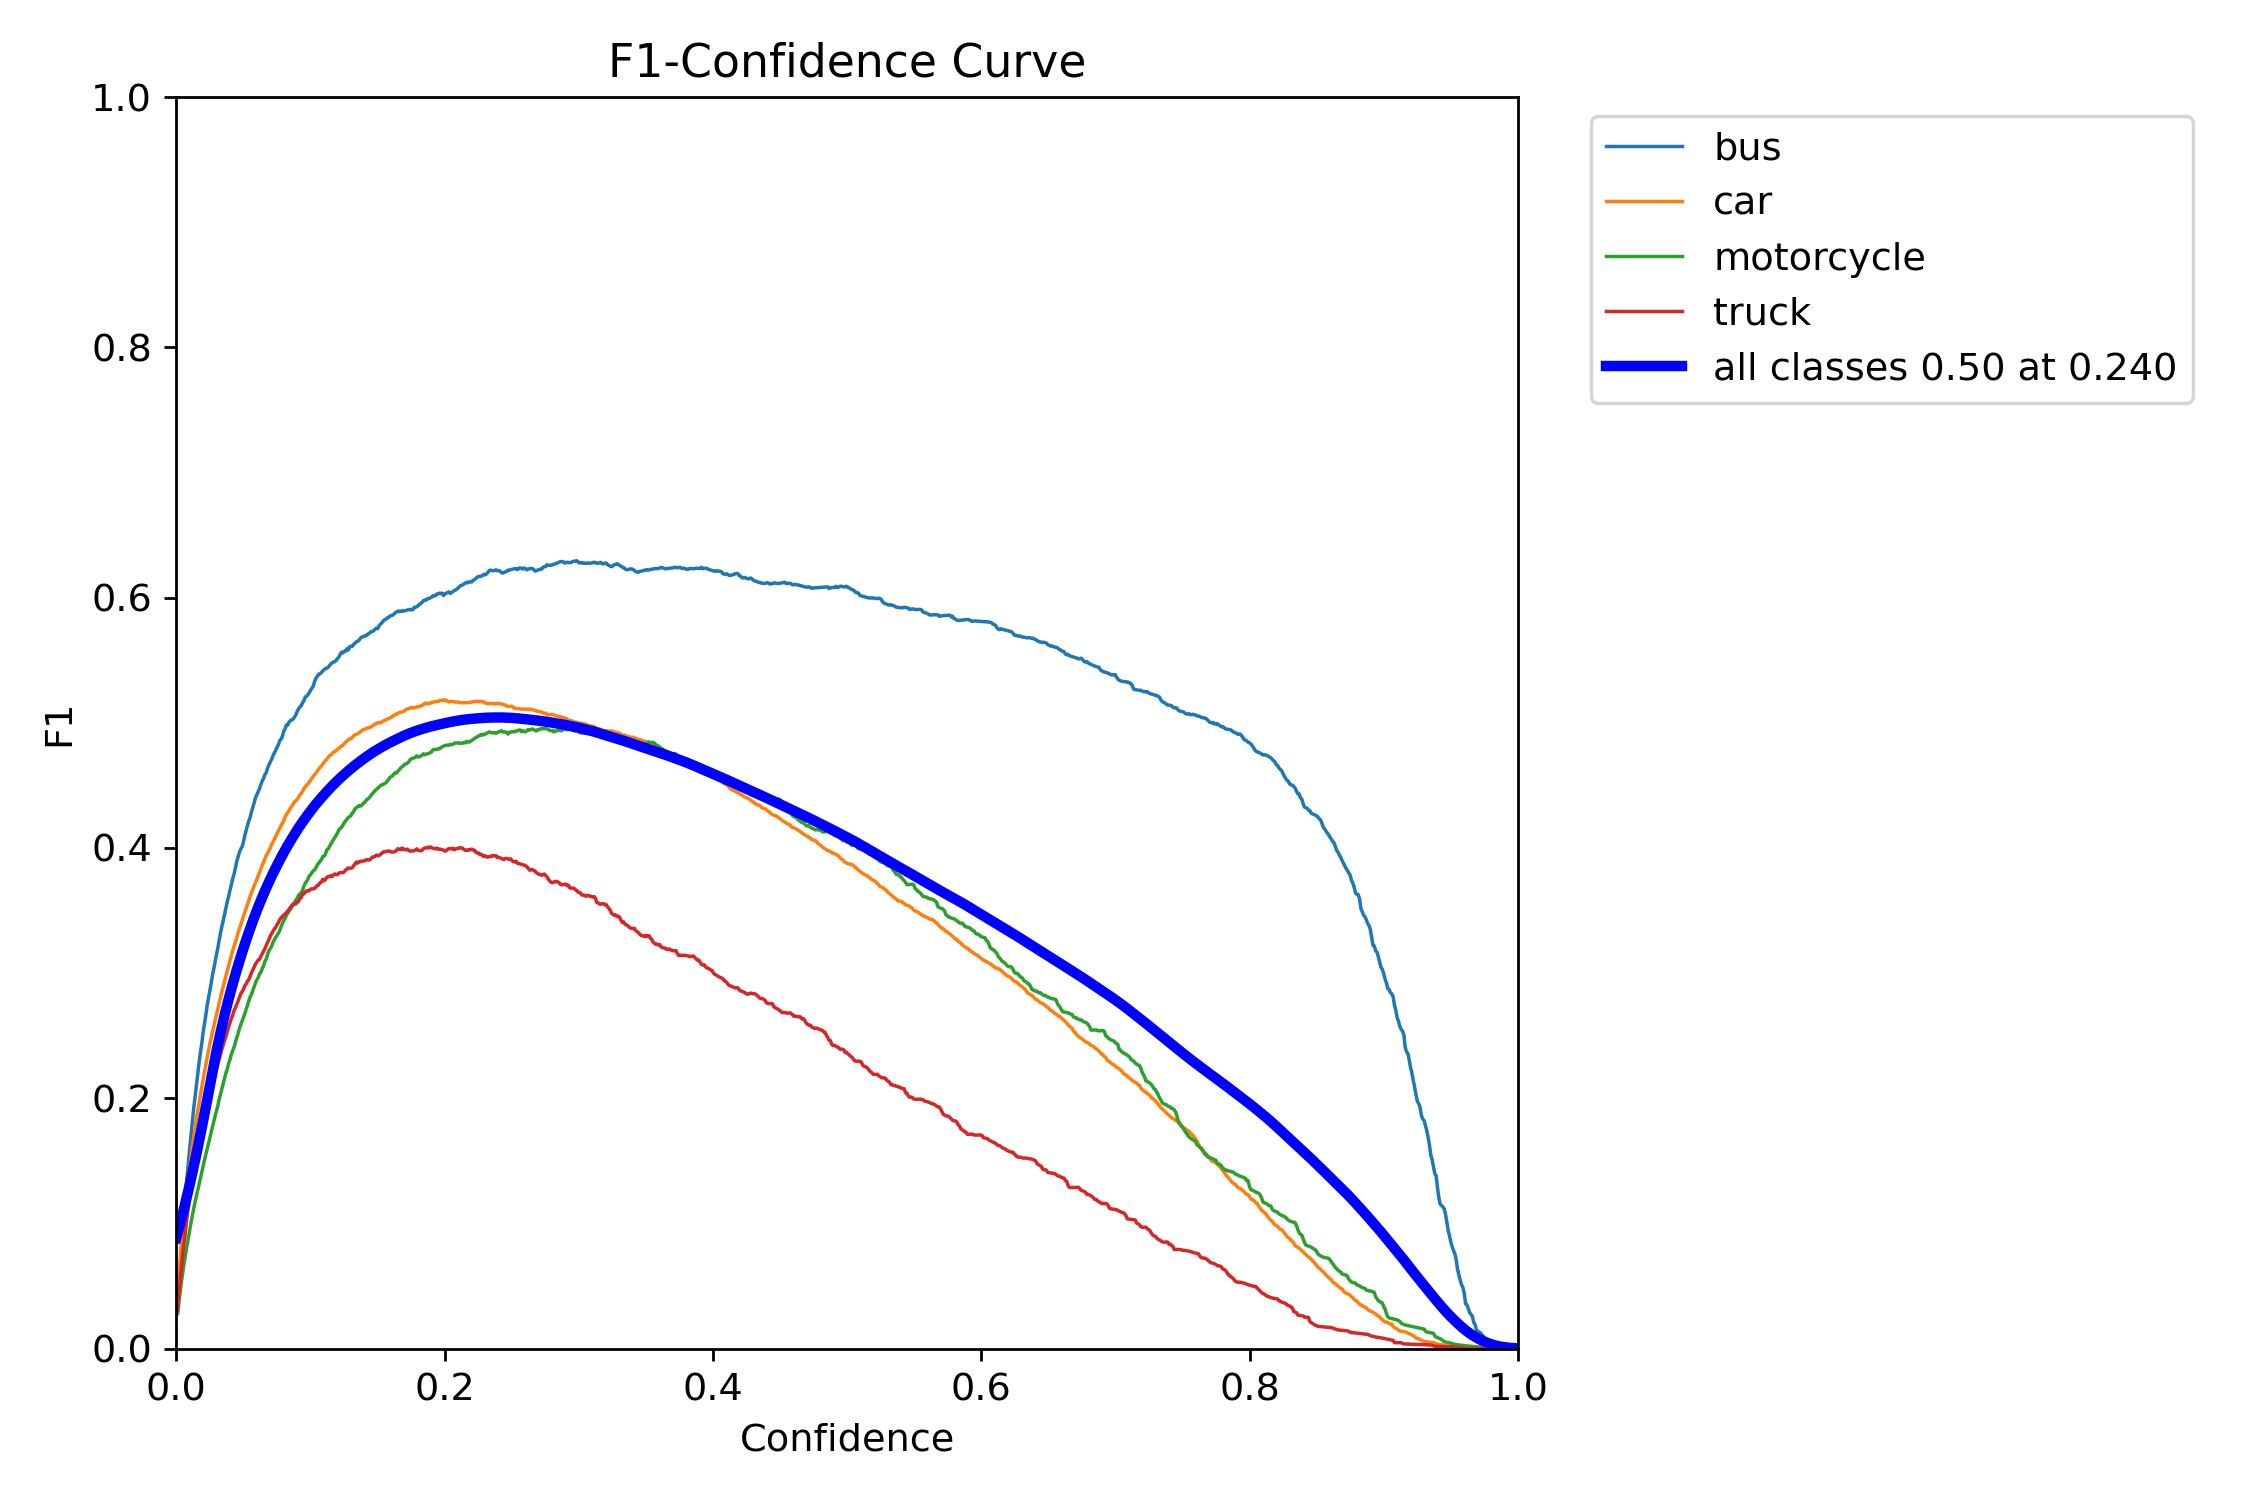 F1-Confidence Curve
1.0
0.8
0.6
0.4
0.2
0.0
F1
0.0 0.2 0.4 0.6 0.8 1.0
Confidence
bus
car
motorcycle
truck
all classes 0.50 at 0.240